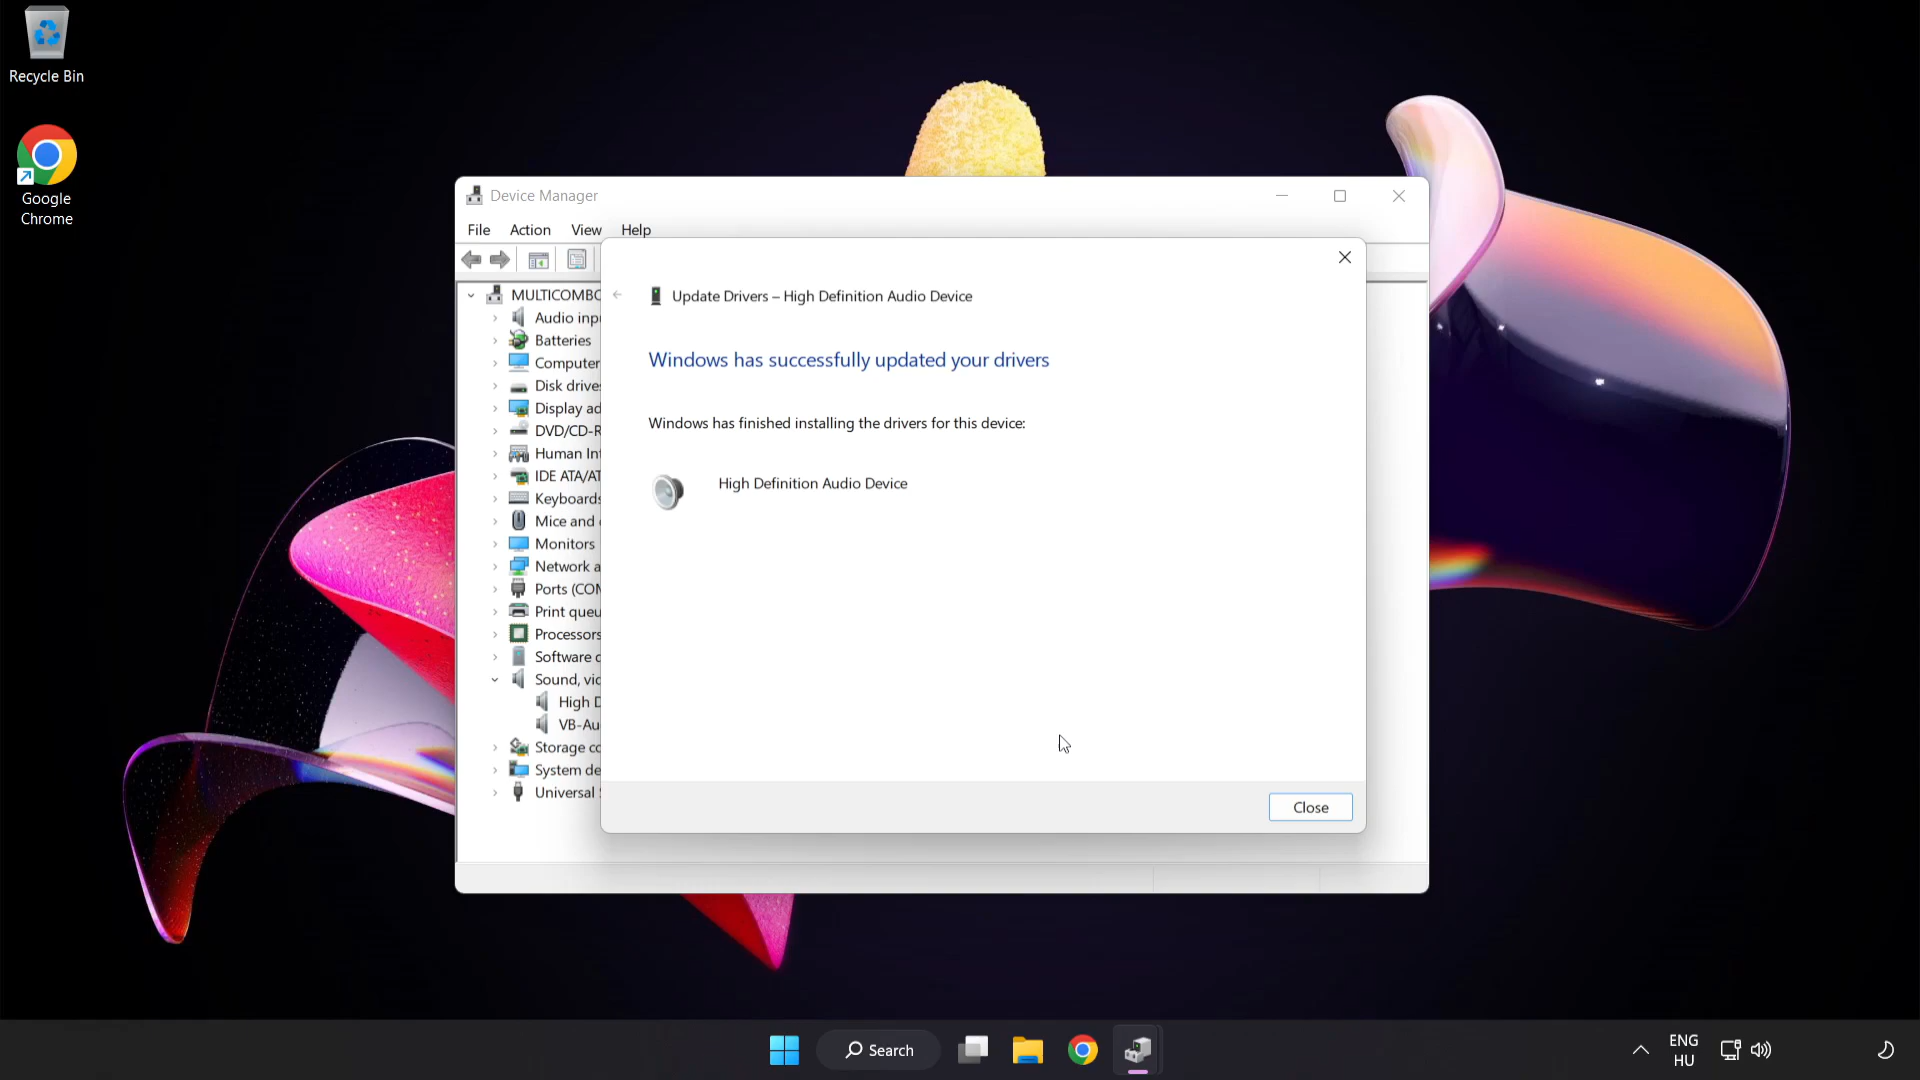 Recycle Bin
Google
Chrome
Device Manager
File Action View Help
Update Drivers – High Definition Audio Device
Windows has successfully updated your drivers
Windows has finished installing the drivers for this device:
High Definition Audio Device
Close
MULTICOMBO
Audio inp
Batteries
Computer
Disk drive
Display ad
DVD/CD-R
Human In
IDE ATA/AT
Keyboards
Mice and
Monitors
Network a
Ports (COM
Print queu
Processors
Software
Sound, vid
High D
VB-Au
Storage co
System de
Universal
Search
ENG
HU